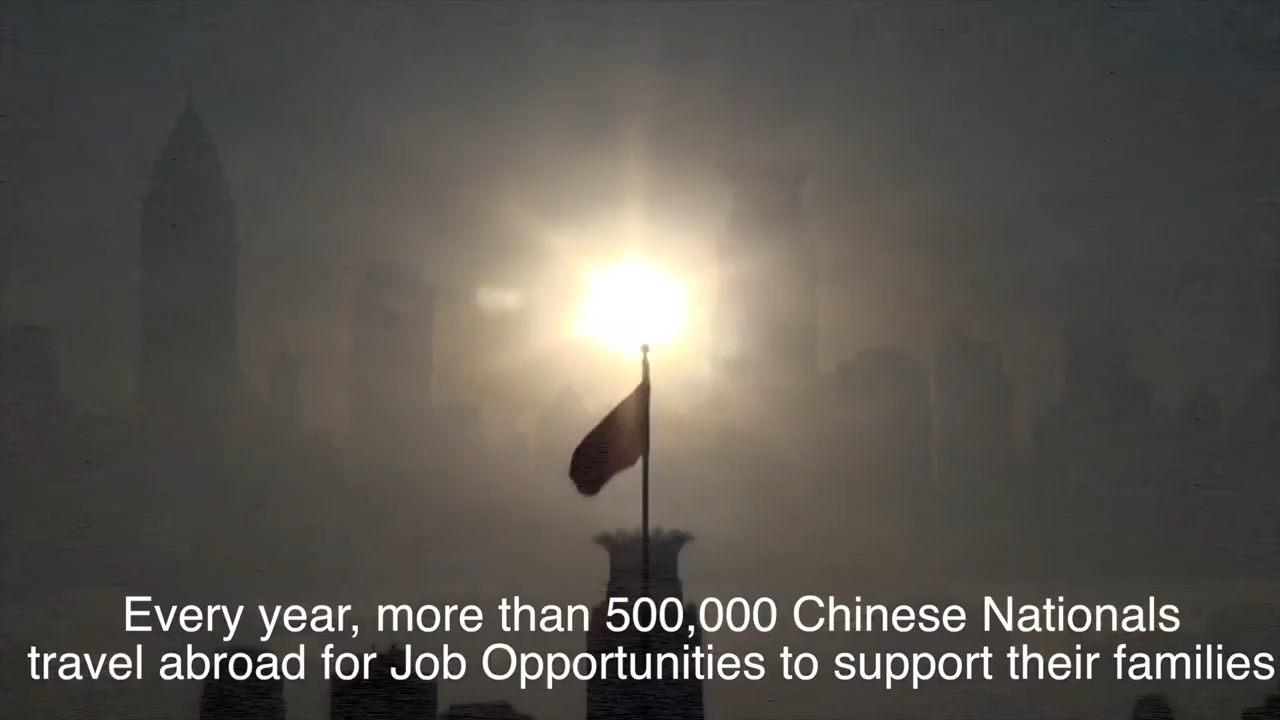 Every year, more than 500,000 Chinese Nationals
travel abroad for Job Opportunities to support their families